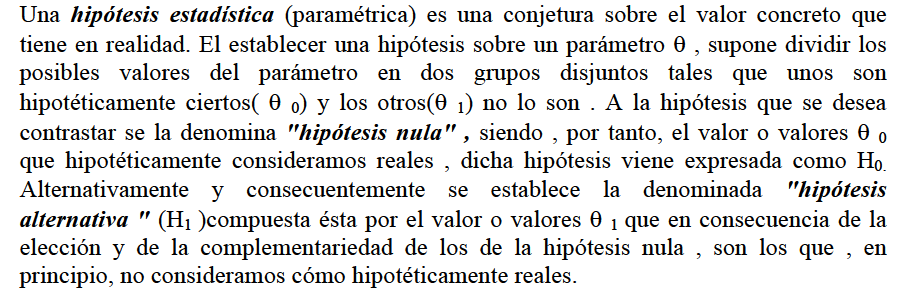 Una hipótesis estadística (paramétrica) es una conjetura sobre el valor concreto que
tiene en realidad. El establecer una hipótesis sobre un parámetro θ , supone dividir los
posibles valores del parámetro en dos grupos disjuntos tales que unos son
hipotéticamente ciertos( θ 0) y los otros(θ 1) no lo son . A la hipótesis que se desea
contrastar se la denomina "hipótesis nula" , siendo , por tanto, el valor o valores θ 0
que hipotéticamente consideramos reales , dicha hipótesis viene expresada como H0.
Alternativamente y consecuentemente se establece la denominada "hipótesis
alternativa " (H1 )compuesta ésta por el valor o valores θ 1 que en consecuencia de la
elección y de la complementariedad de los de la hipótesis nula , son los que , en
principio, no consideramos cómo hipotéticamente reales.